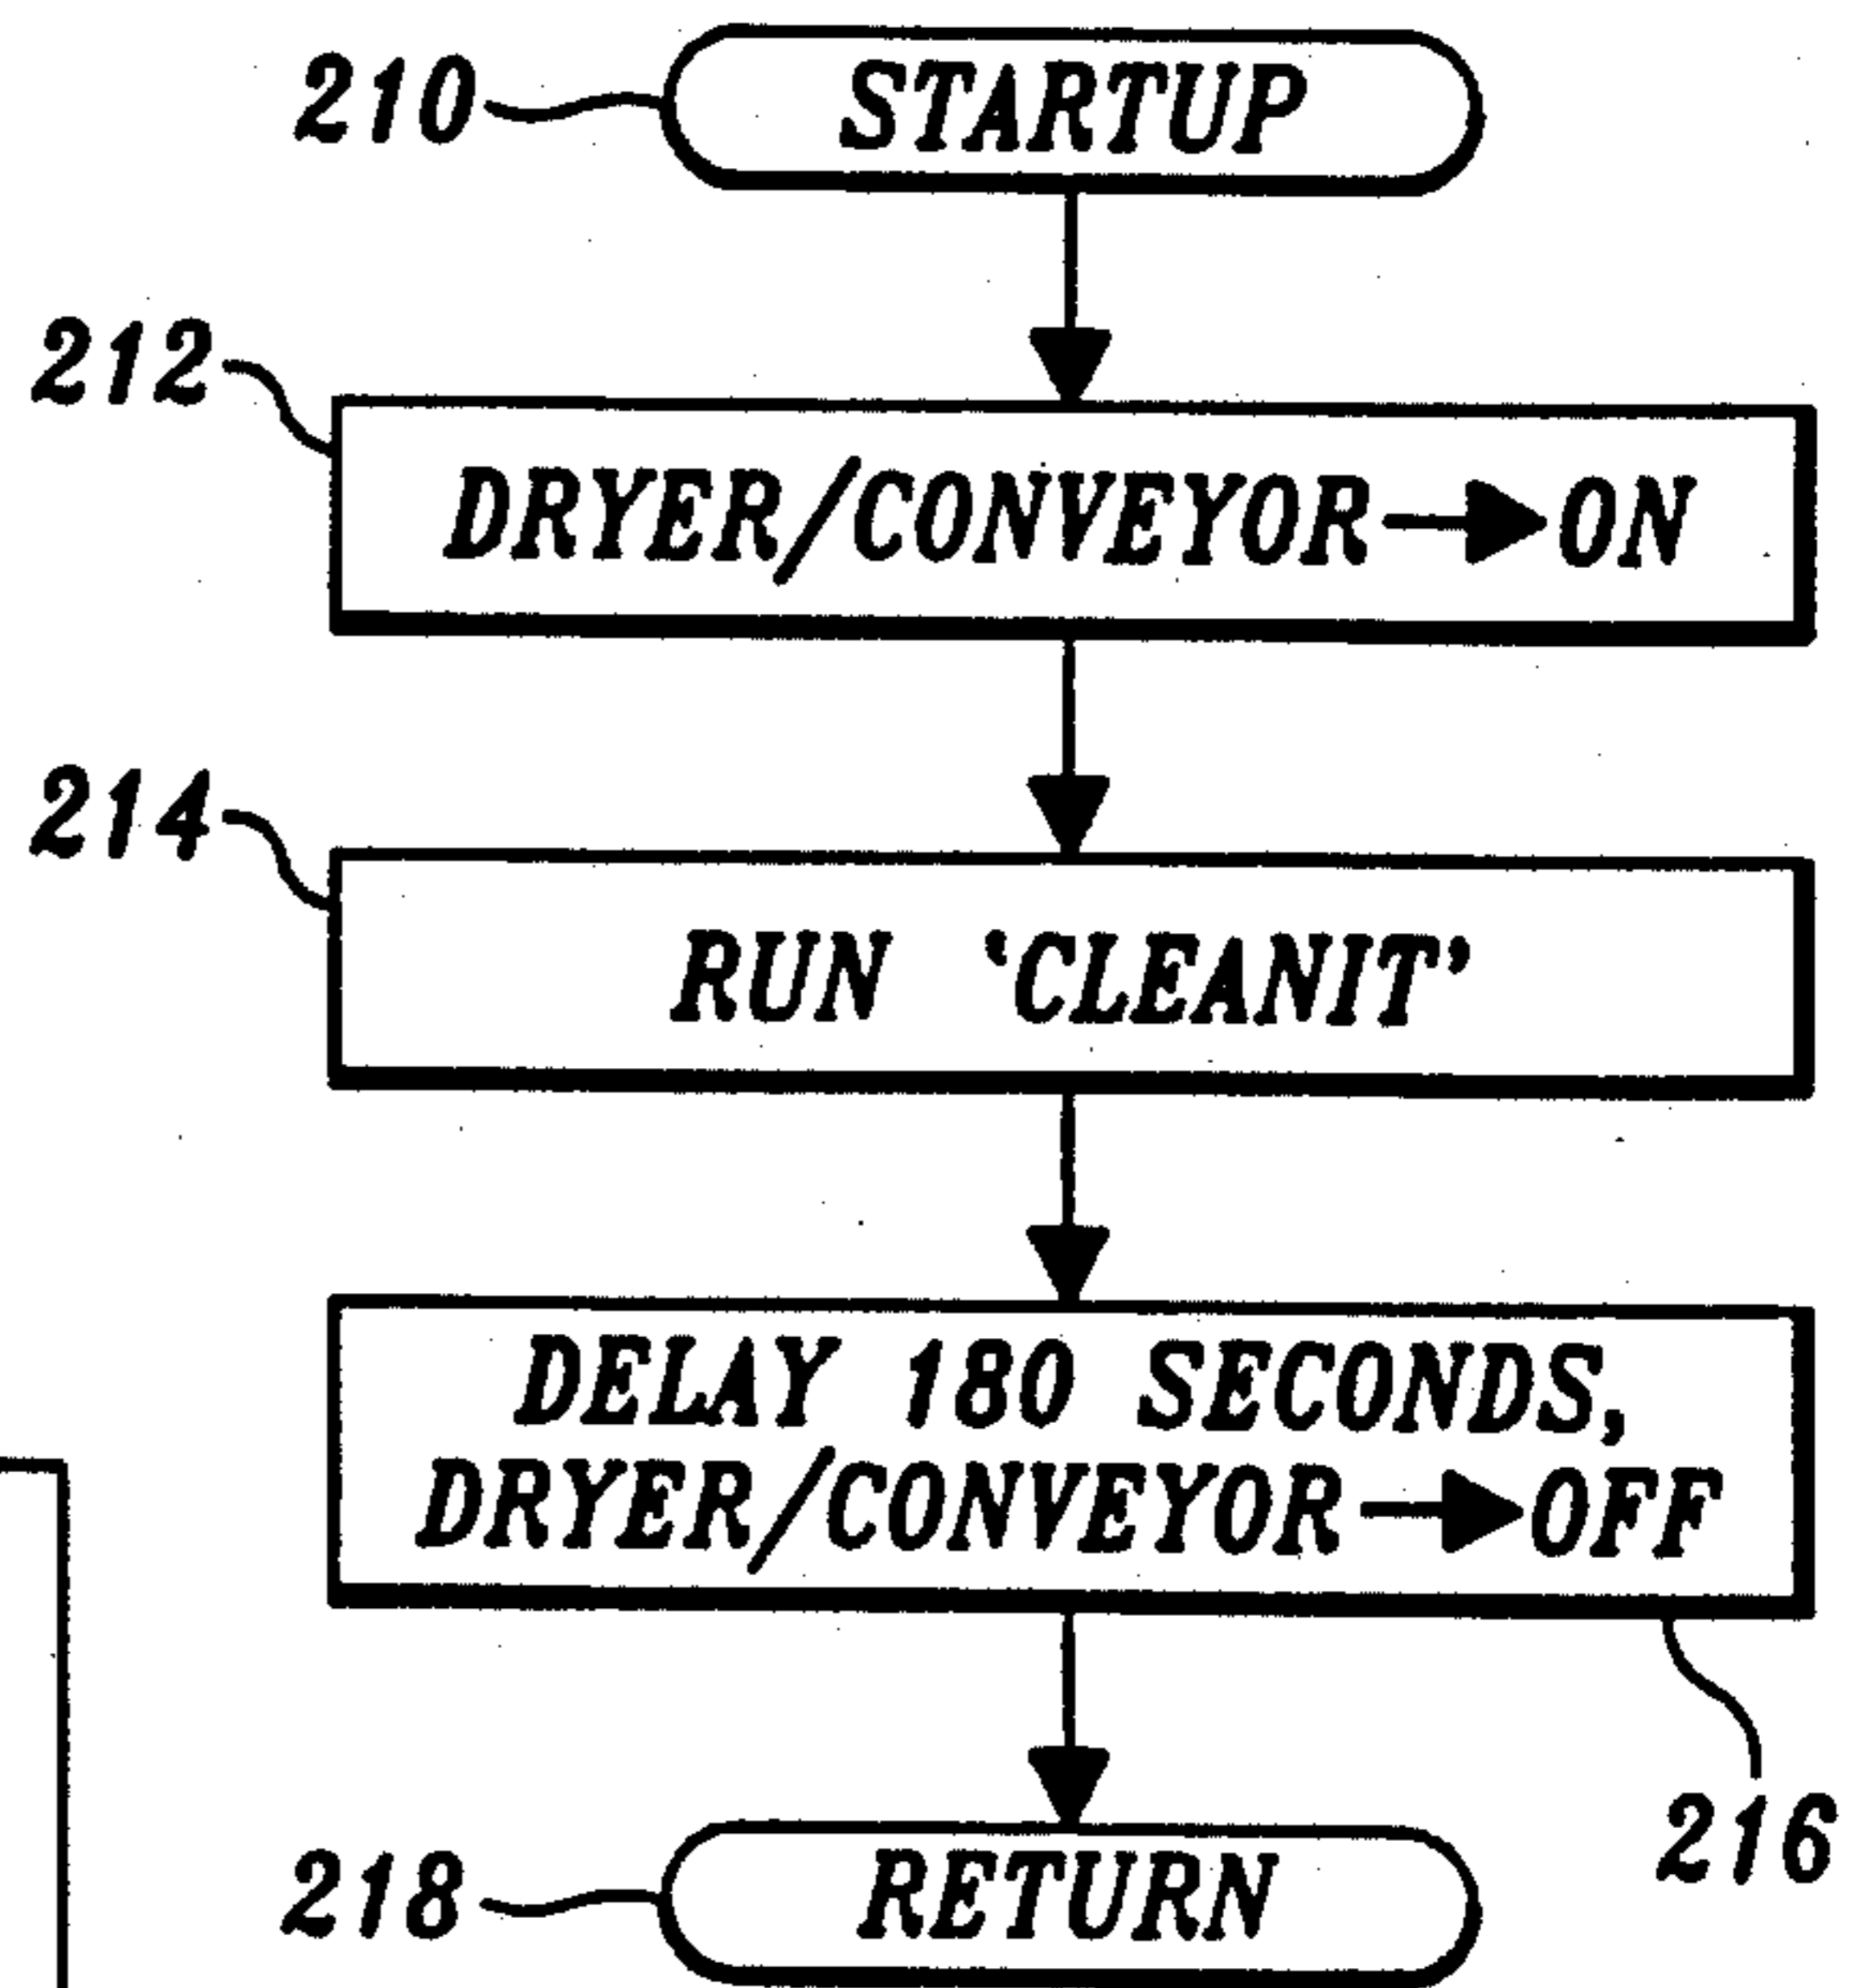 210 STARTUP
212
DRYER/CONVEYOR→ON
214
RUN 'CLEANIT'
DELAY 180 SECONDS,
DRYER/CONVEYOR→OFF
216
218 RETURN